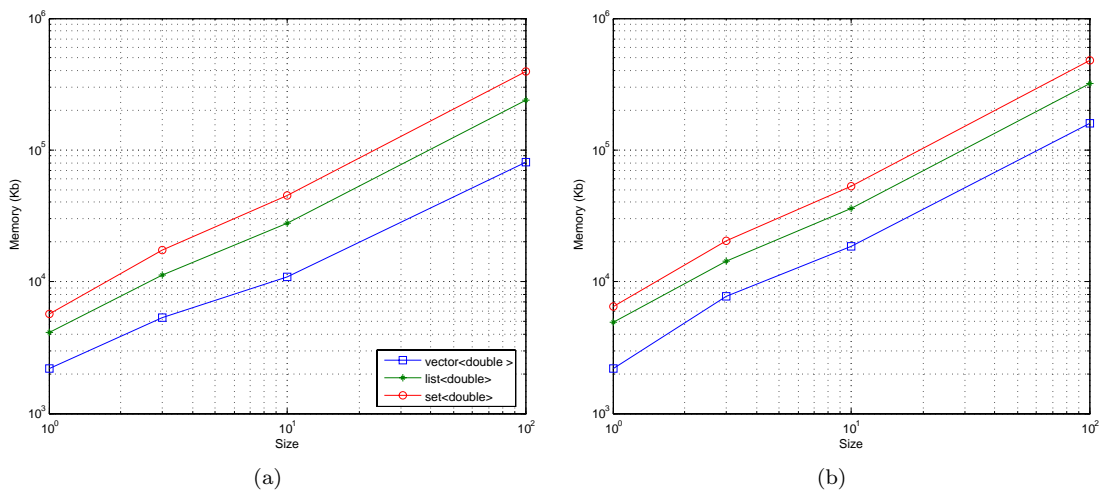 10^6
10^5
10^4
10^3
Memory (Kb)
10^0
10^1
10^2
Size
vector<double >
list<double>
set<double>
(a)
10^6
10^5
10^4
10^3
Memory (Kb)
10^0
10^1
10^2
Size
(b)